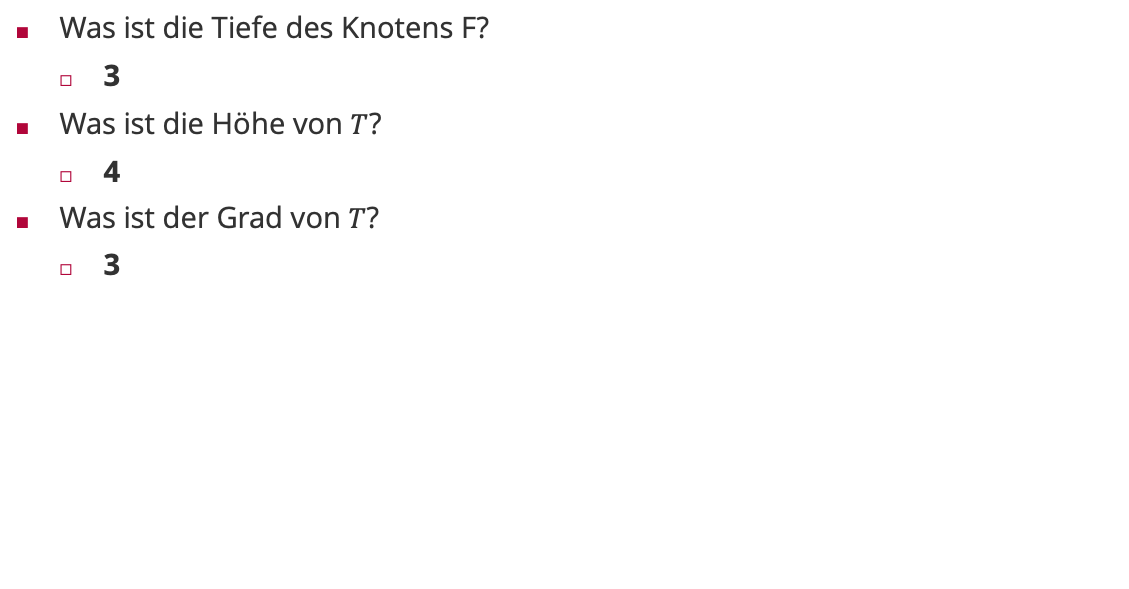 Was ist die Tiefe des Knotens F?
3
Was ist die Höhe von T?
4
Was ist der Grad von T?
3